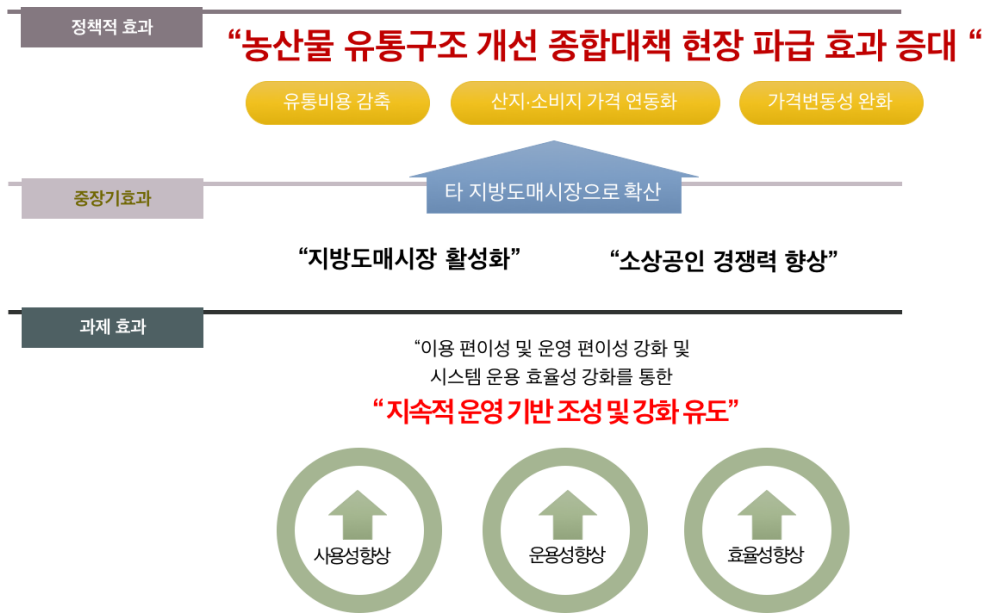 정책적 효과
“농산물 유통구조 개선 종합대책 현장 파급 효과 증대 “
유통비용 감축
산지·소비지 가격 연동화
가격변동성 완화
타 지방도매시장으로 확산
중장기효과
“지방도매시장 활성화”
“소상공인 경쟁력 향상”
과제 효과
“이용 편이성 및 운영 편이성 강화 및
시스템 운용 효율성 강화를 통한
“ 지속적 운영 기반 조성 및 강화 유도”
사용성향상
운용성향상
효율성향상